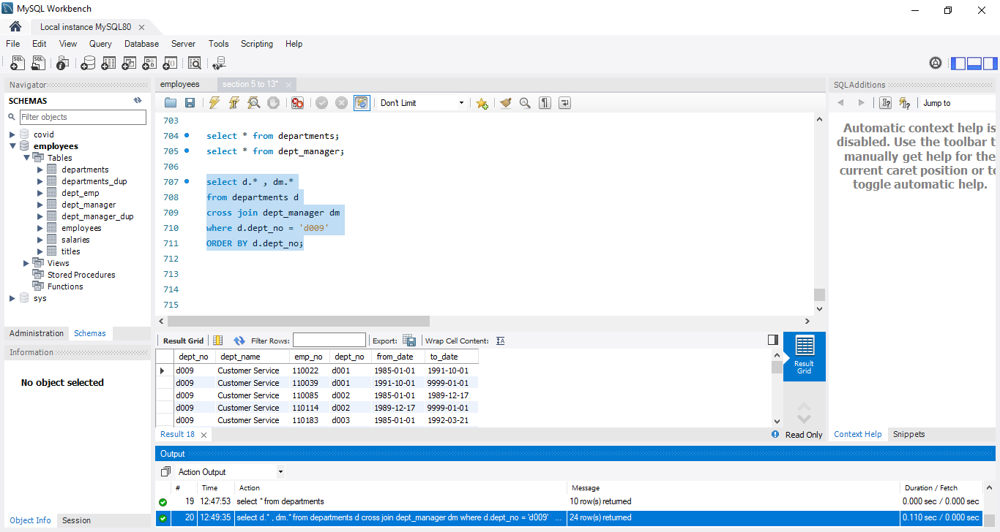 MySQL Workbench
Local instance MySQL80
File Edit View Query Database Server Tools Scripting Help
Navigator
SCHEMAS
Filter objects
covid
employees
Tables
departments
departments_dup
dept_emp
dept_manager
dept_manager_dup
employees
salaries
titles
Views
Stored Procedures
Functions
sys
Administration Schemas
Information
No object selected
Object Info Session
employees section 5 to 13*
Don't Limit
703
704 select * from departments;
705 select * from dept_manager;
706
707 select d.* , dm.*
708 from departments d
709 cross join dept_manager dm
710 where d.dept_no = 'd009'
711 ORDER BY d.dept_no;
712
713
714
715
Result Grid Filter Rows: Export: Wrap Cell Content:
dept_no dept_name emp_no dept_no from_date to_date
d009 Customer Service 110022 d001 1985-01-01 1991-10-01
d009 Customer Service 110039 d001 1991-10-01 9999-01-01
d009 Customer Service 110085 d002 1985-01-01 1989-12-17
d009 Customer Service 110114 d002 1989-12-17 9999-01-01
d009 Customer Service 110183 d003 1985-01-01 1992-03-21
Result
Grid
Result 18 Read Only
SQLAdditions
Jump to
Automatic context help is
disabled. Use the toolbar t
manually get help for the
current caret position or to
toggle automatic help.
Context Help Snippets
Output
Action Output
# Time Action Message Duration / Fetch
19 12:47:53 select * from departments 10 row(s) returned 0.000 sec / 0.000 sec
20 12:49:35 select d.* , dm.* from departments d cross join dept_manager dm where d.dept_no = 'd009' ... 24 row(s) returned 0.110 sec / 0.000 sec